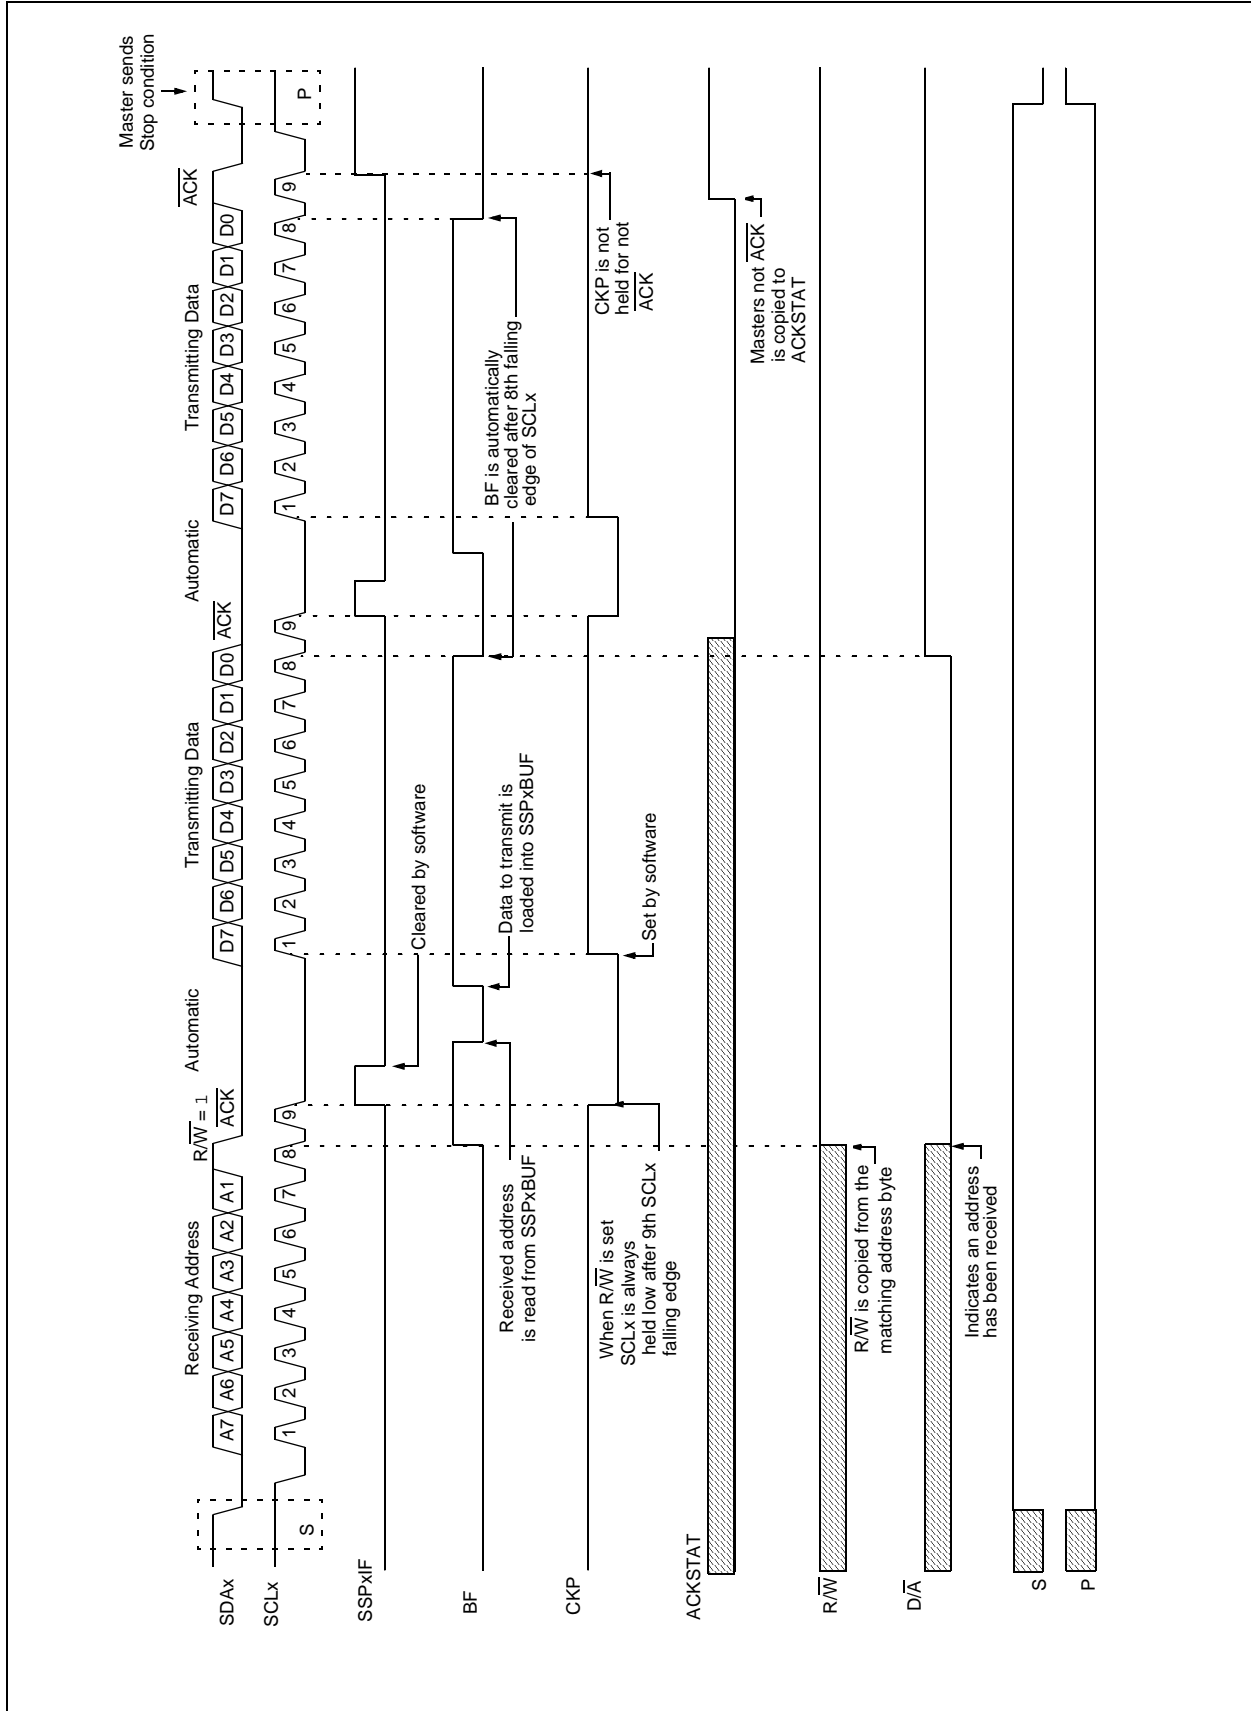 Master sends
Stop condition
Receiving Address
R/W = 1
ACK
Automatic
Transmitting Data
ACK
Automatic
Transmitting Data
ACK
SDAx
A7 A6 A5 A4 A3 A2 A1
D7 D6 D5 D4 D3 D2 D1 D0
D7 D6 D5 D4 D3 D2 D1 D0
SCLx
S
1 2 3 4 5 6 7 8 9
1 2 3 4 5 6 7 8 9
1 2 3 4 5 6 7 8 9
P
SSPxIF
Cleared by software
BF
Received address
is read from SSPxBUF
Data to transmit is
loaded into SSPxBUF
BF is automatically
cleared after 8th falling
edge of SCLx
CKP
When R/W is set
SCLx is always
held low after 9th SCLx
falling edge
Set by software
CKP is not
held for not
ACK
ACKSTAT
Masters not ACK
is copied to
ACKSTAT
R/W
R/W is copied from the
matching address byte
D/A
Indicates an address
has been received
S
P